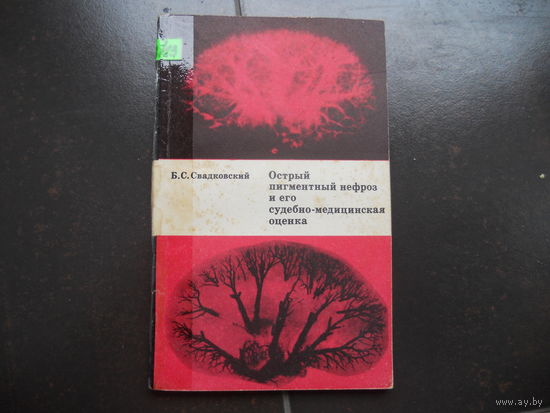 Б. С. Свадковский
Острый
пигментный нефроз
и его
судебно-медицинская
оценка
www.ay.by